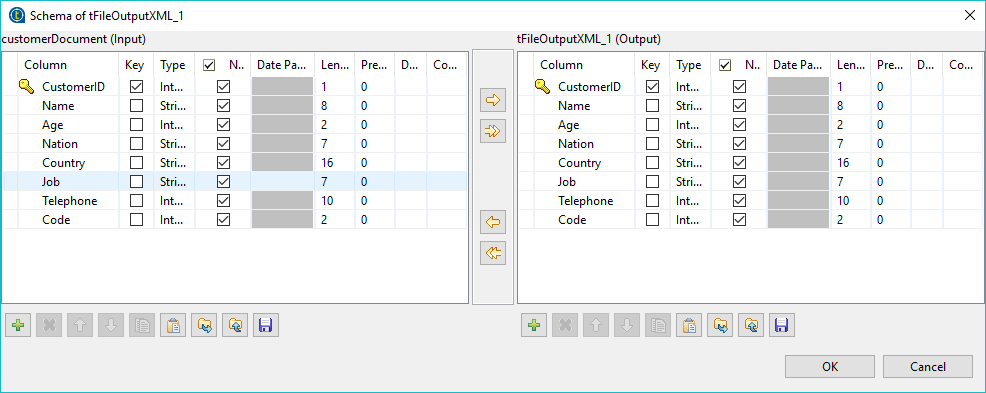 Schema of tFileOutputXML_1
customerDocument (Input)
Column Key Type N.. Date Pa... Len... Pre... D... Co...
CustomerID Int... 1 0
Name Stri... 8 0
Age Int... 2 0
Nation Stri... 7 0
Country Stri... 16 0
Job Stri... 7 0
Telephone Int... 10 0
Code Int... 2 0
tFileOutputXML_1 (Output)
Column Key Type N.. Date Pa... Len... Pre... D... Co...
CustomerID Int... 1 0
Name Stri... 8 0
Age Int... 2 0
Nation Stri... 7 0
Country Stri... 16 0
Job Stri... 7 0
Telephone Int... 10 0
Code Int... 2 0
OK Cancel